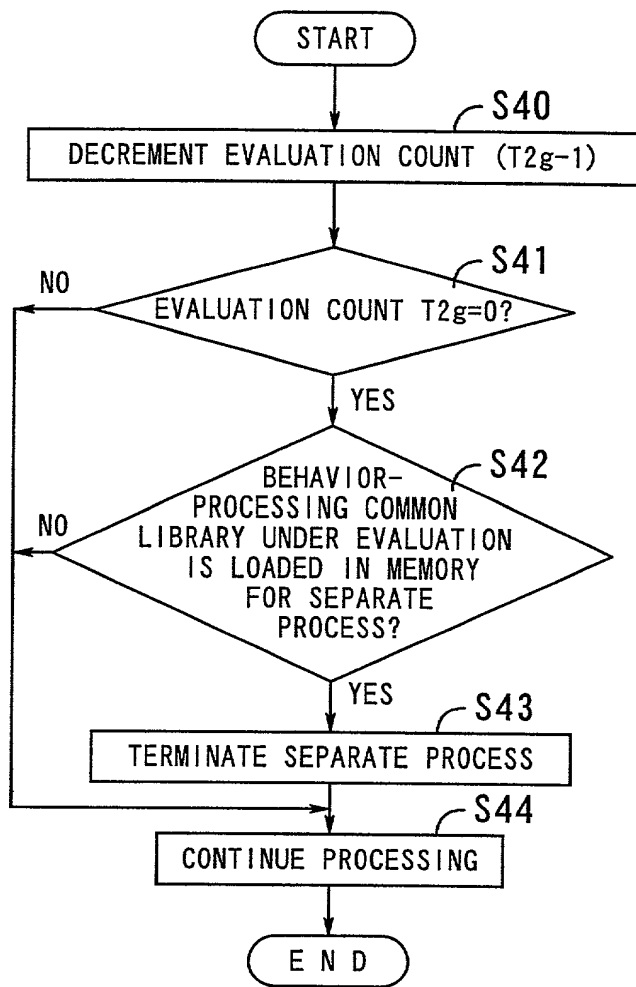 START
S40
DECREMENT EVALUATION COUNT (T2g-1)
S41
NO
EVALUATION COUNT T2g=0?
YES
S42
BEHAVIOR-
PROCESSING COMMON
NO
LIBRARY UNDER EVALUATION
IS LOADED IN MEMORY
FOR SEPARATE
PROCESS?
YES
S43
TERMINATE SEPARATE PROCESS
S44
CONTINUE PROCESSING
E N D